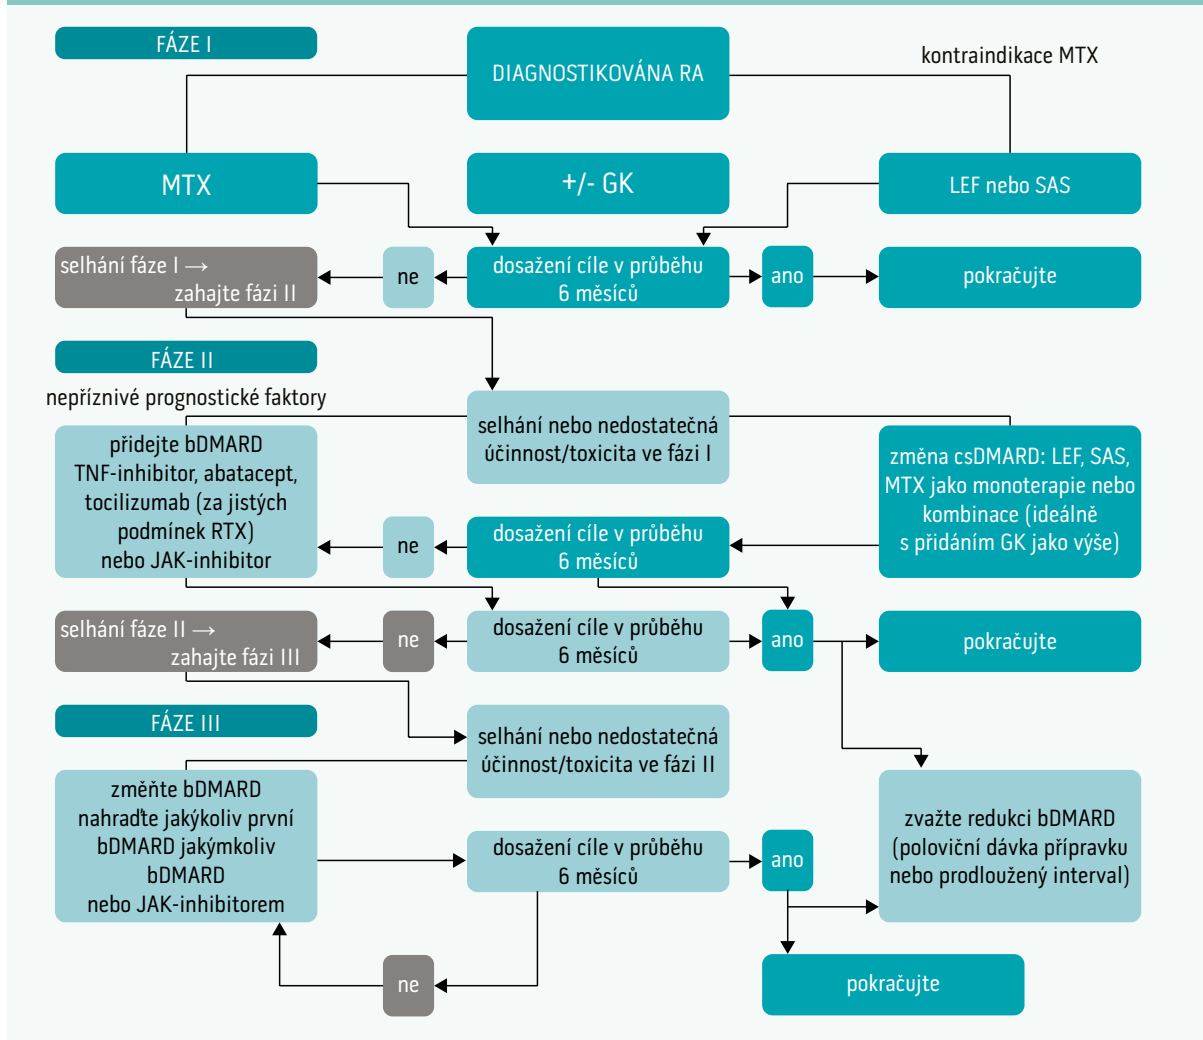 FÁZE I
DIAGNOSTIKOVÁNA RA
kontraindikace MTX
MTX
+/- GK
LEF nebo SAS
selhání fáze I →
zahajte fázi II
ne
dosažení cíle v průběhu
6 měsíců
ano
pokračujte
FÁZE II
nepříznivé prognostické faktory
selhání nebo nedostatečná
účinnost/toxicita ve fázi I
přidejte bDMARD
TNF-inhibitor, abatacept,
tocilizumab (za jistých
podmínek RTX)
nebo JAK-inhibitor
změna csDMARD: LEF, SAS,
MTX jako monoterapie nebo
kombinace (ideálně
s přidáním GK jako výše)
ne
dosažení cíle v průběhu
6 měsíců
selhání fáze II →
zahajte fázi III
ne
dosažení cíle v průběhu
6 měsíců
ano
pokračujte
FÁZE III
selhání nebo nedostatečná
účinnost/toxicita ve fázi II
změňte bDMARD
nahraďte jakýkoliv první
bDMARD jakýmkoliv
bDMARD
nebo JAK-inhibitorem
dosažení cíle v průběhu
6 měsíců
ano
zvažte redukci bDMARD
(poloviční dávka přípravku
nebo prodloužený interval)
ne
pokračujte